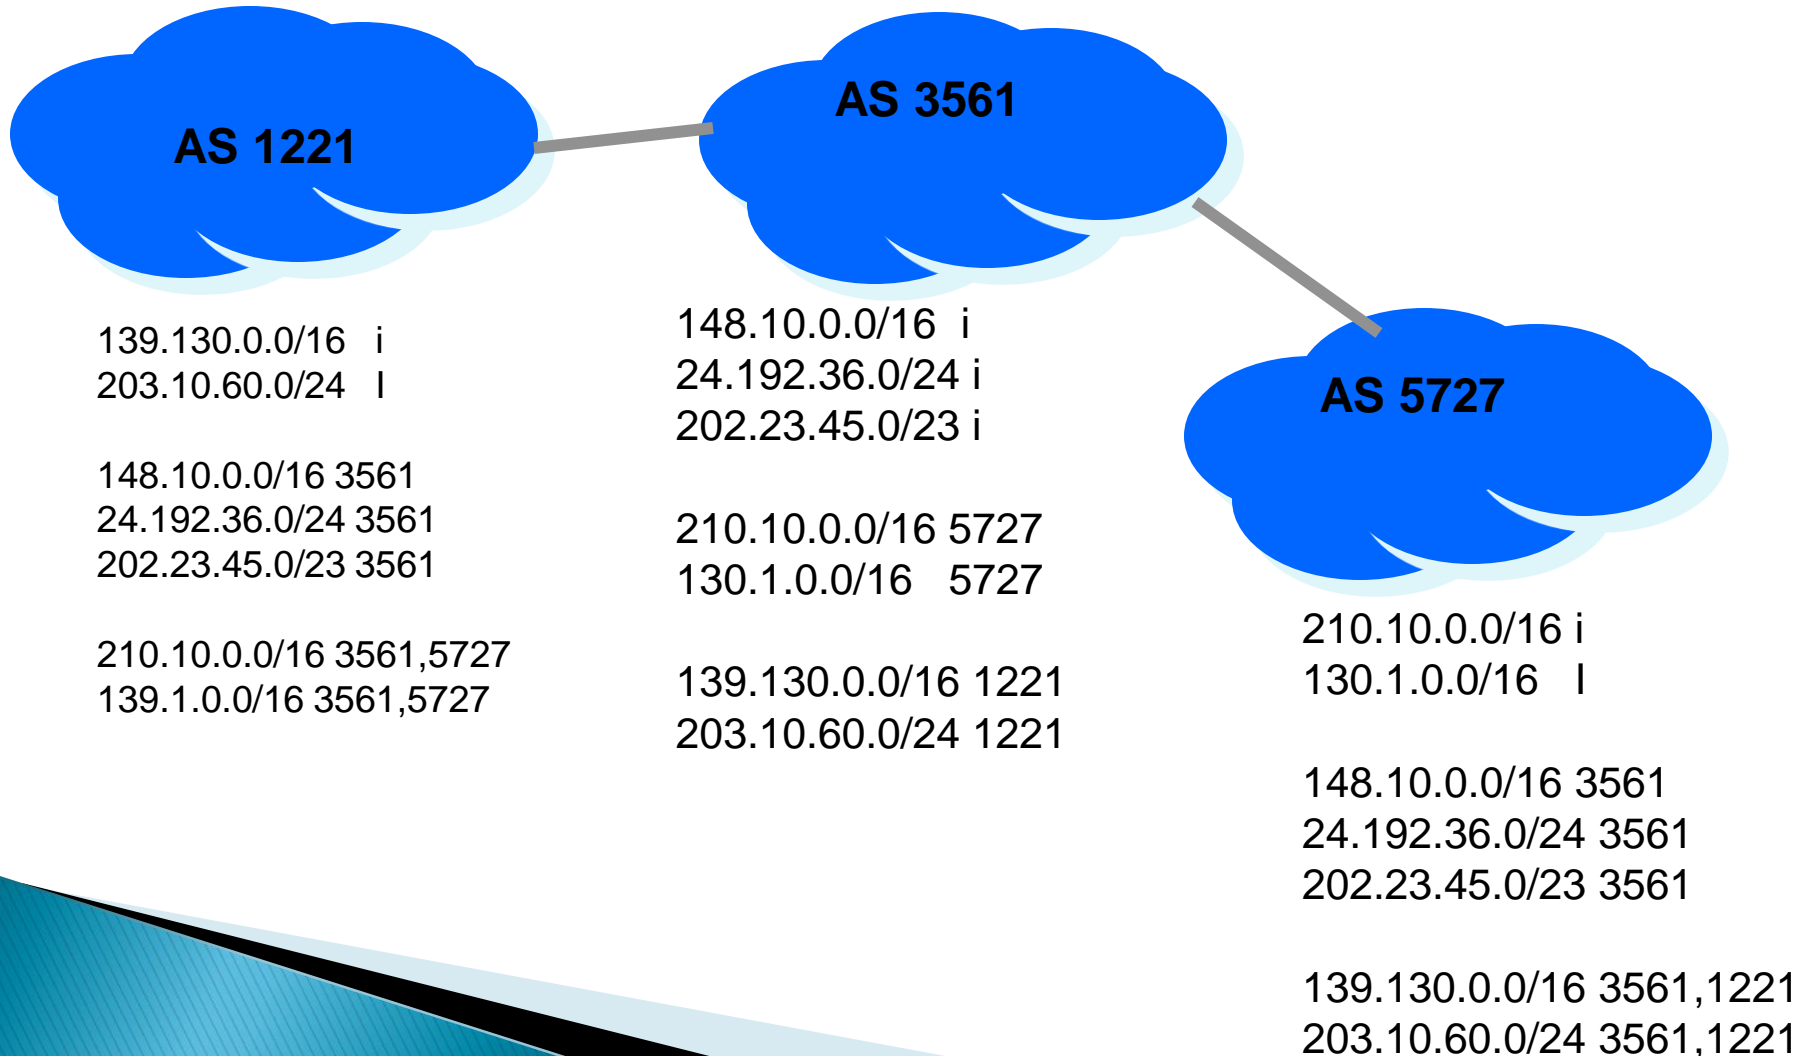 AS 1221
AS 3561
AS 5727
139.130.0.0/16 i
203.10.60.0/24 I
148.10.0.0/16 3561
24.192.36.0/24 3561
202.23.45.0/23 3561
210.10.0.0/16 3561,5727
139.1.0.0/16 3561,5727
148.10.0.0/16 i
24.192.36.0/24 i
202.23.45.0/23 i
210.10.0.0/16 5727
130.1.0.0/16 5727
139.130.0.0/16 1221
203.10.60.0/24 1221
210.10.0.0/16 i
130.1.0.0/16 I
148.10.0.0/16 3561
24.192.36.0/24 3561
202.23.45.0/23 3561
139.130.0.0/16 3561,1221
203.10.60.0/24 3561,1221